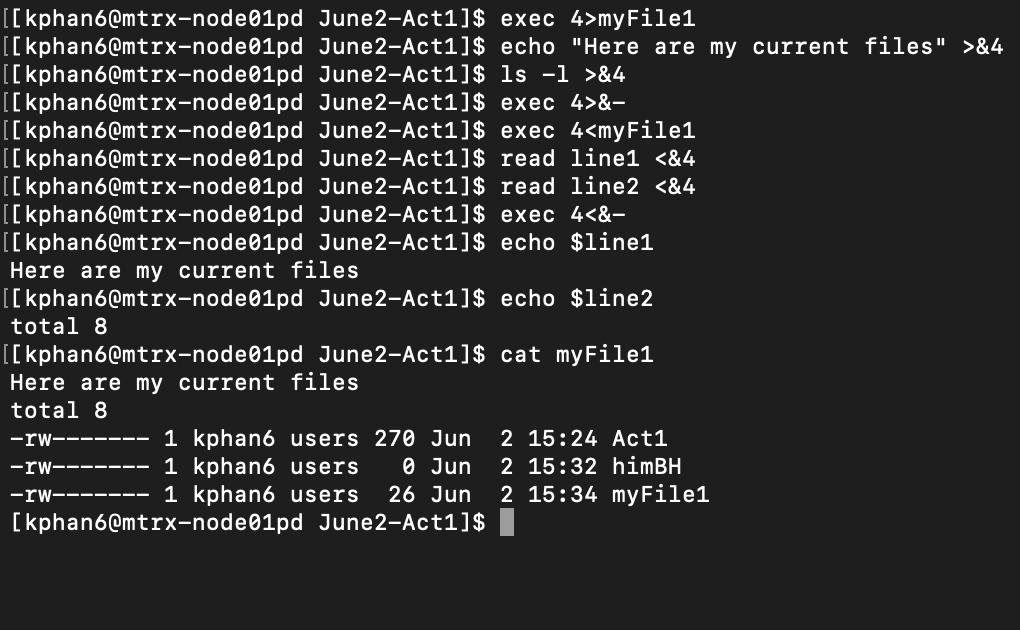 [[kphan6@mtrx-node01pd June2-Act1]$ exec 4>myFile1
[[kphan6@mtrx-node01pd June2-Act1]$ echo "Here are my current files" >&4
[[kphan6@mtrx-node01pd June2-Act1]$ ls -l >&4
[[kphan6@mtrx-node01pd June2-Act1]$ exec 4>&-
[[kphan6@mtrx-node01pd June2-Act1]$ exec 4<myFile1
[[kphan6@mtrx-node01pd June2-Act1]$ read line1 <&4
[[kphan6@mtrx-node01pd June2-Act1]$ read line2 <&4
[[kphan6@mtrx-node01pd June2-Act1]$ exec 4<&-
[[kphan6@mtrx-node01pd June2-Act1]$ echo $line1
Here are my current files
[[kphan6@mtrx-node01pd June2-Act1]$ echo $line2
total 8
[[kphan6@mtrx-node01pd June2-Act1]$ cat myFile1
Here are my current files
total 8
-rw------- 1 kphan6 users 270 Jun  2 15:24 Act1
-rw------- 1 kphan6 users   0 Jun  2 15:32 himBH
-rw------- 1 kphan6 users  26 Jun  2 15:34 myFile1
[kphan6@mtrx-node01pd June2-Act1]$